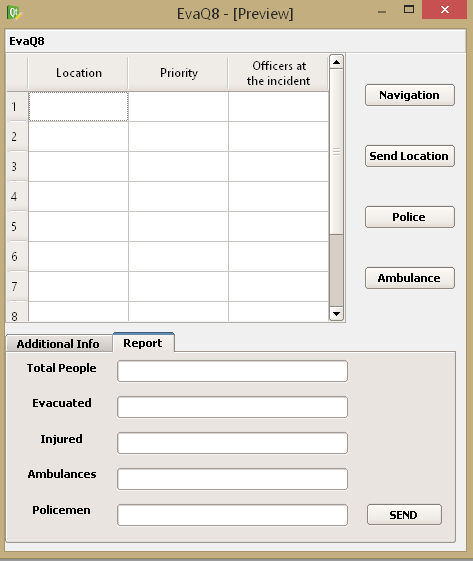 Qt
EvaQ8 - [Preview]
EvaQ8
Location Priority Officers at
the incident
1
2
3
4
5
6
7
8
Navigation
Send Location
Police
Ambulance
Additional Info Report
Total People
Evacuated
Injured
Ambulances
Policemen
SEND